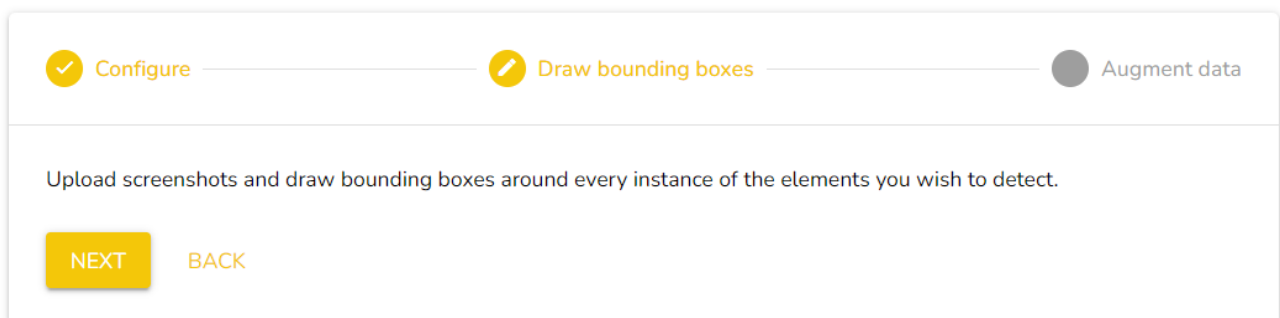 Configure Draw bounding boxes Augment data
Upload screenshots and draw bounding boxes around every instance of the elements you wish to detect.
NEXT BACK